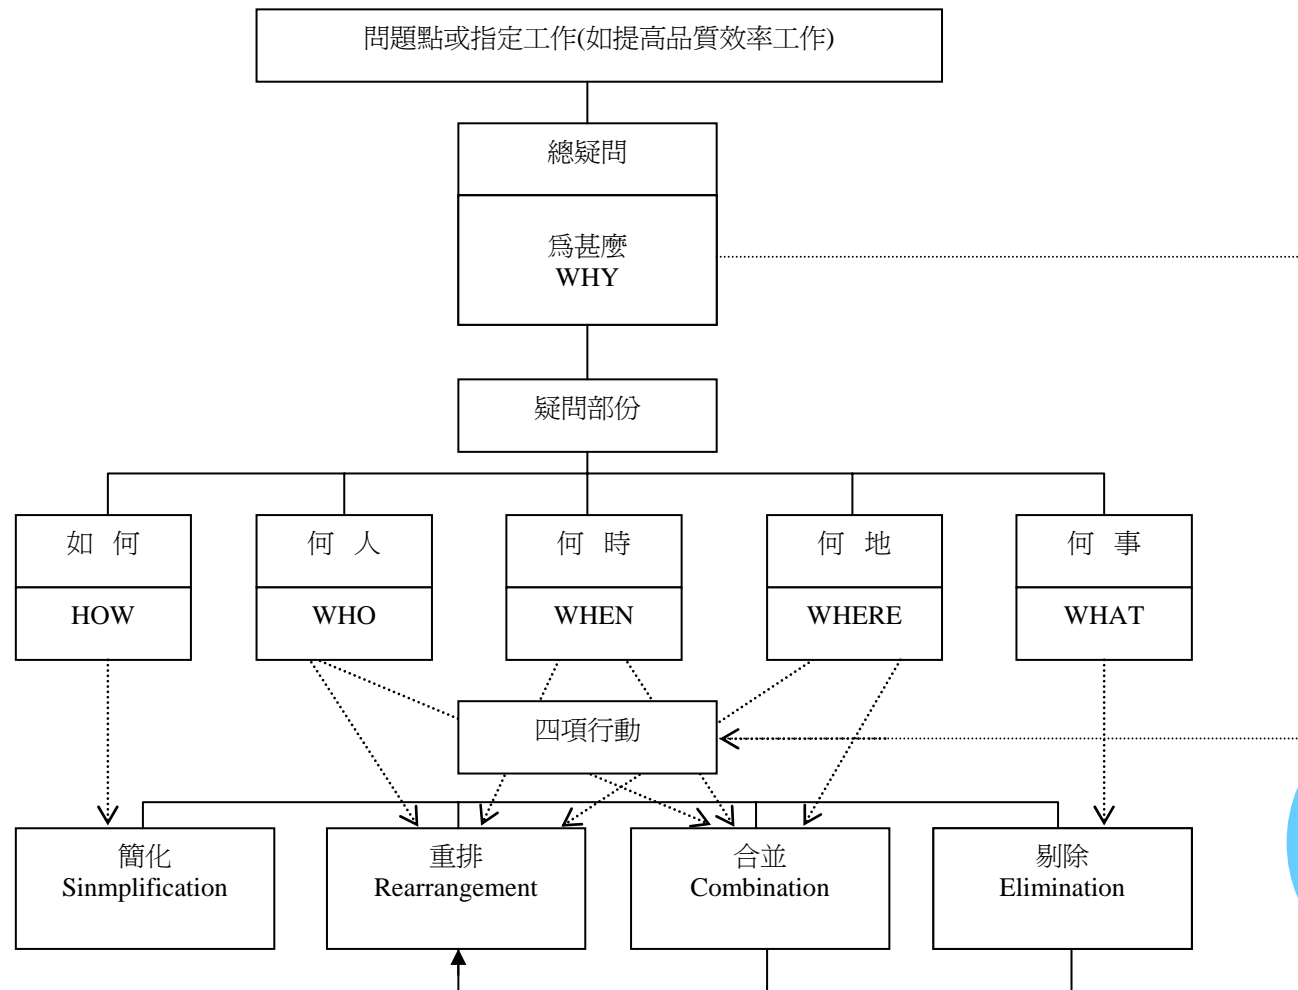 問題點或指定工作(如提高品質效率工作)
總疑問
爲甚麼
WHY
疑問部份
如 何
何 人
何 時
何 地
何 事
HOW
WHO
WHEN
WHERE
WHAT
四項行動
簡化
Sinmplification
重排
Rearrangement
合並
Combination
剔除
Elimination